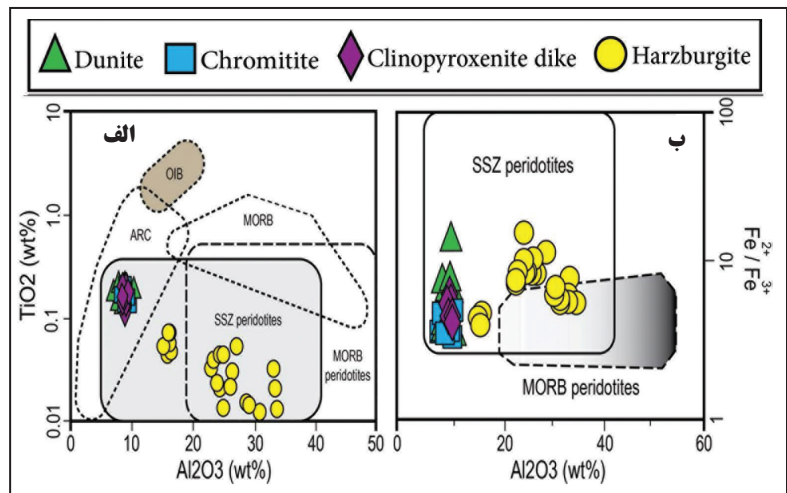 Dunite Chromitite Clinopyroxenite dike Harzburgite
الف
10
1.0
0.1
0.01
TiO2 (wt%)
OIB
ARC
MORB
SSZ peridotites
MORB
peridotites
0 10 20 30 40 50
Al2O3 (wt%)
ب
SSZ peridotites
MORB peridotites
100
10
1
Fe2+/Fe3+
0 20 40 60
Al2O3 (wt%)